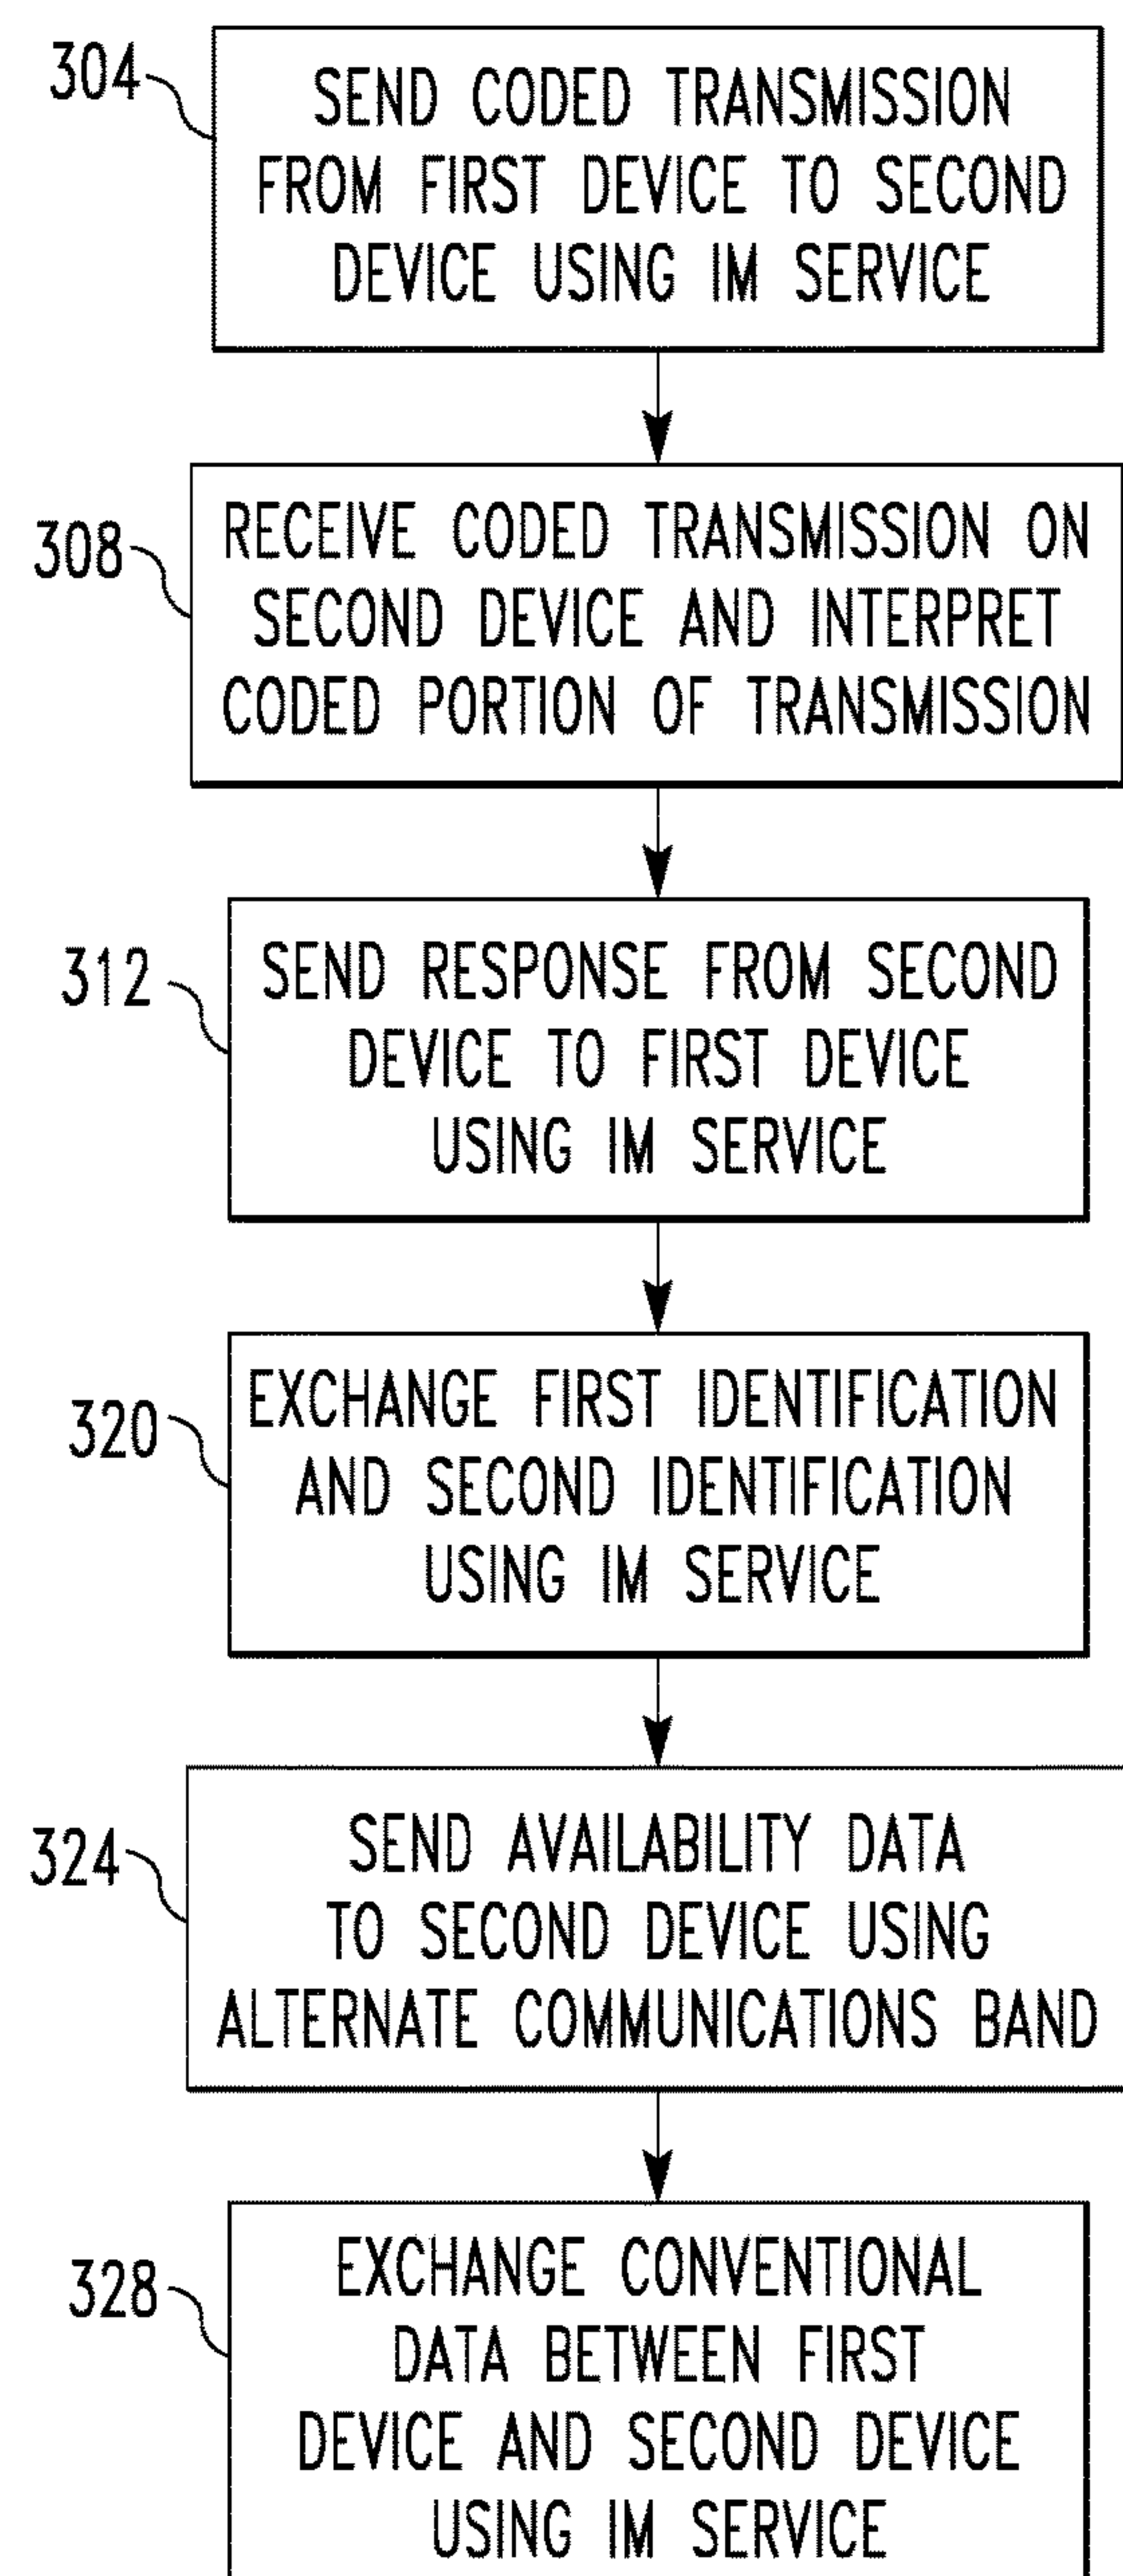 304
SEND CODED TRANSMISSION
FROM FIRST DEVICE TO SECOND
DEVICE USING IM SERVICE
308
RECEIVE CODED TRANSMISSION ON
SECOND DEVICE AND INTERPRET
CODED PORTION OF TRANSMISSION
312
SEND RESPONSE FROM SECOND
DEVICE TO FIRST DEVICE
USING IM SERVICE
320
EXCHANGE FIRST IDENTIFICATION
AND SECOND IDENTIFICATION
USING IM SERVICE
324
SEND AVAILABILITY DATA
TO SECOND DEVICE USING
ALTERNATE COMMUNICATIONS BAND
328
EXCHANGE CONVENTIONAL
DATA BETWEEN FIRST
DEVICE AND SECOND DEVICE
USING IM SERVICE